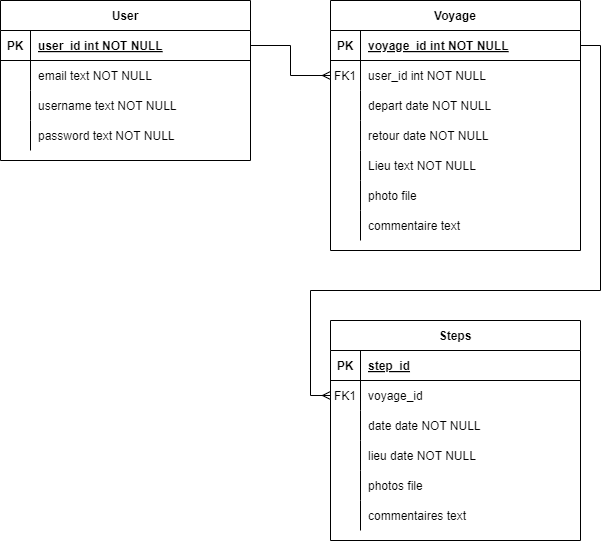 User
PK user_id int NOT NULL
email text NOT NULL
username text NOT NULL
password text NOT NULL
Voyage
PK voyage_id int NOT NULL
FK1 user_id int NOT NULL
depart date NOT NULL
retour date NOT NULL
Lieu text NOT NULL
photo file
commentaire text
Steps
PK step_id
FK1 voyage_id
date date NOT NULL
lieu date NOT NULL
photos file
commentaires text